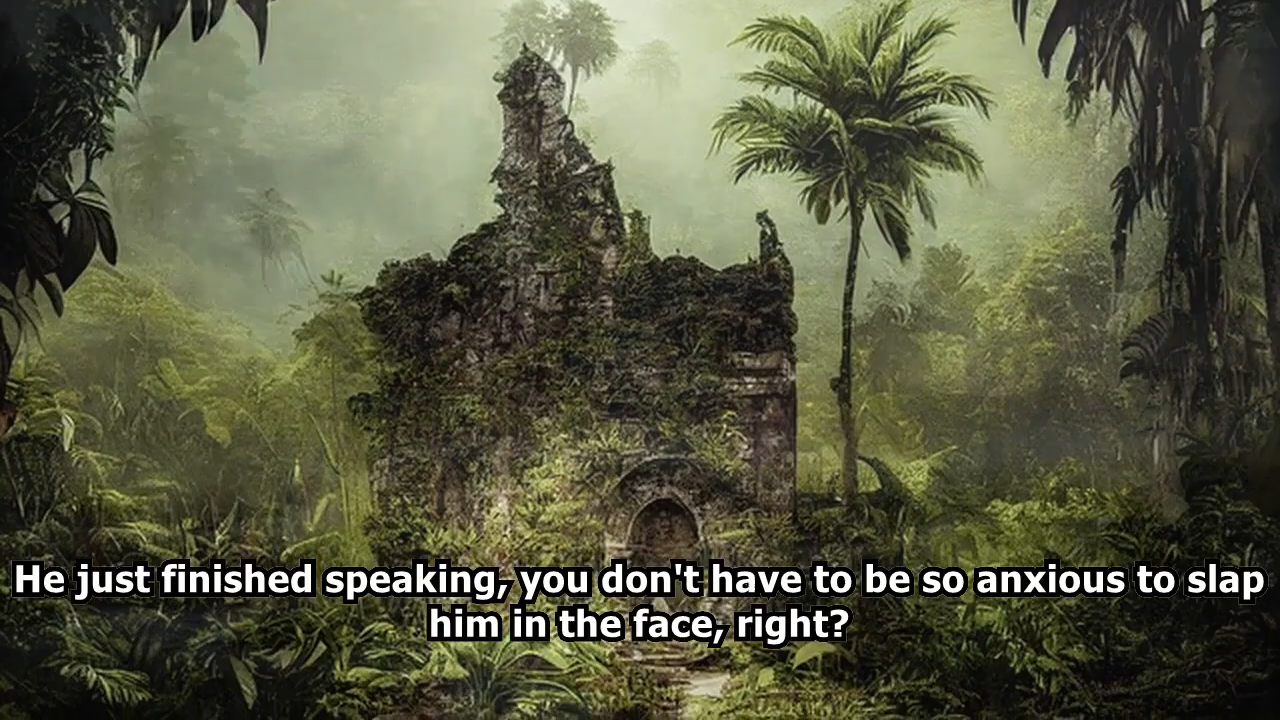 He just finished speaking, you don't have to be so anxious to slap
him in the face, right?